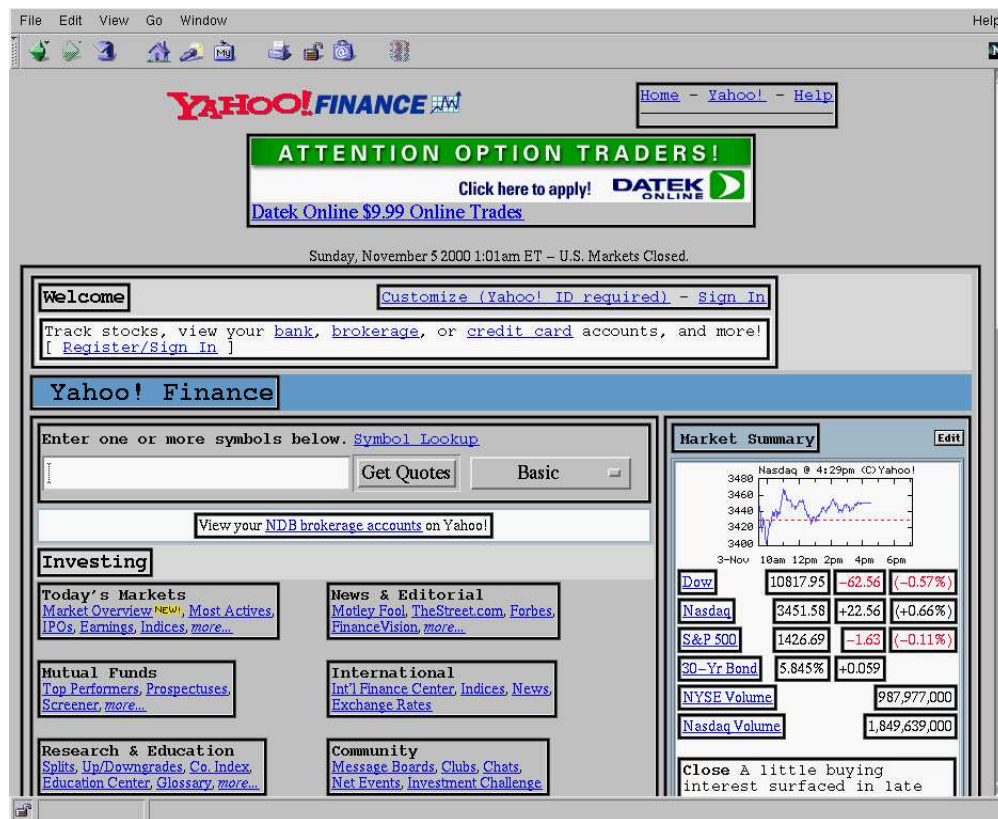 File Edit View Go Window Help
My
YAHOO! FINANCE
Home - Yahoo! - Help
ATTENTION OPTION TRADERS!
Click here to apply! DATEK ONLINE
Datek Online $9.99 Online Trades
Sunday, November 5 2000 1:01am ET – U.S. Markets Closed.
Welcome
Customize (Yahoo! ID required) - Sign In
Track stocks, view your bank, brokerage, or credit card accounts, and more!
[ Register/Sign In ]
Yahoo! Finance
Enter one or more symbols below. Symbol Lookup
Get Quotes Basic
View your NDB brokerage accounts on Yahoo!
Investing
Today's Markets
Market Overview NEW!, Most Actives,
IPOs, Earnings, Indices, more...
News & Editorial
Motley Fool, TheStreet.com, Forbes,
FinanceVision, more...
Mutual Funds
Top Performers, Prospectuses,
Screener, more...
International
Int'l Finance Center, Indices, News,
Exchange Rates
Research & Education
Splits, Up/Downgrades, Co. Index,
Education Center, Glossary, more...
Community
Message Boards, Clubs, Chats,
Net Events, Investment Challenge
Market Summary Edit
Nasdaq @ 4:29pm (C)Yahoo!
3480
3460
3440
3420
3400
3-Nov 10am 12pm 2pm 4pm 6pm
Dow 10817.95 –62.56 (–0.57%)
Nasdaq 3451.58 +22.56 (+0.66%)
S&P 500 1426.69 –1.63 (–0.11%)
30–Yr Bond 5.845% +0.059
NYSE Volume 987,977,000
Nasdaq Volume 1,849,639,000
Close A little buying
interest surfaced in late